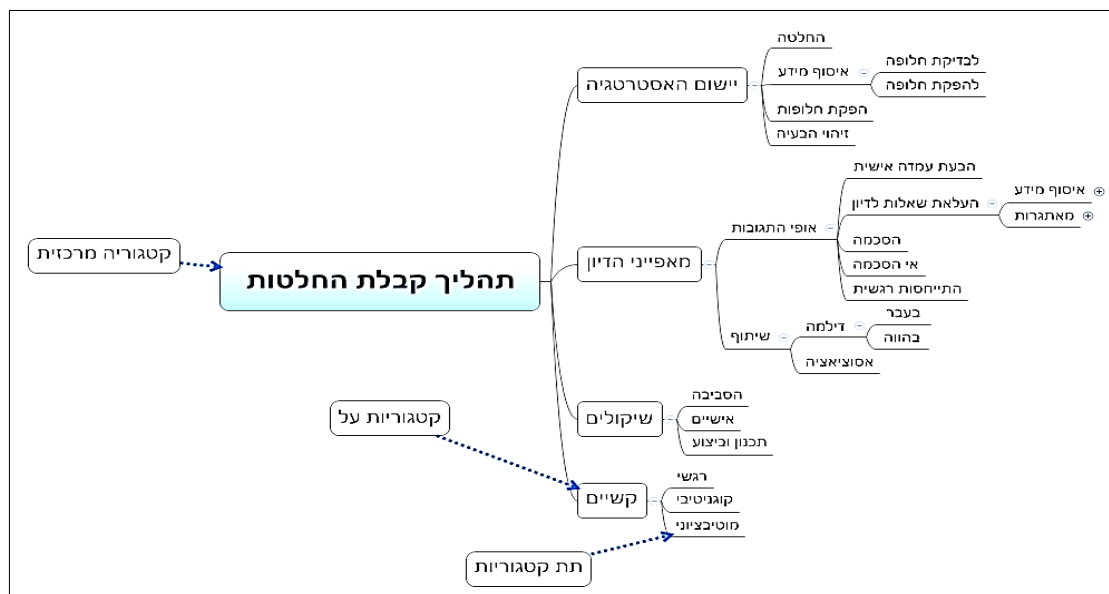 החלטה
לבדיקת חלופה
איסוף מידע
להפקת חלופה
יישום האסטרטגיה
הפקת חלופות
זיהוי הבעיה
הבעת עמדה אישית
איסוף מידע
העלאת שאלות לדיון
מאתגרות
אופי התגובות
הסכמה
אי הסכמה
התייחסות רגשית
מאפייני הדיון
קטגוריה מרכזית
תהליך קבלת החלטות
בעבר
דילמה
בהווה
שיתוף
אסוציאציה
הסביבה
שיקולים
אישיים
תכנון וביצוע
קטגוריות על
רגשי
קשיים
קוגניטיבי
מוטיבציוני
תת קטגוריות